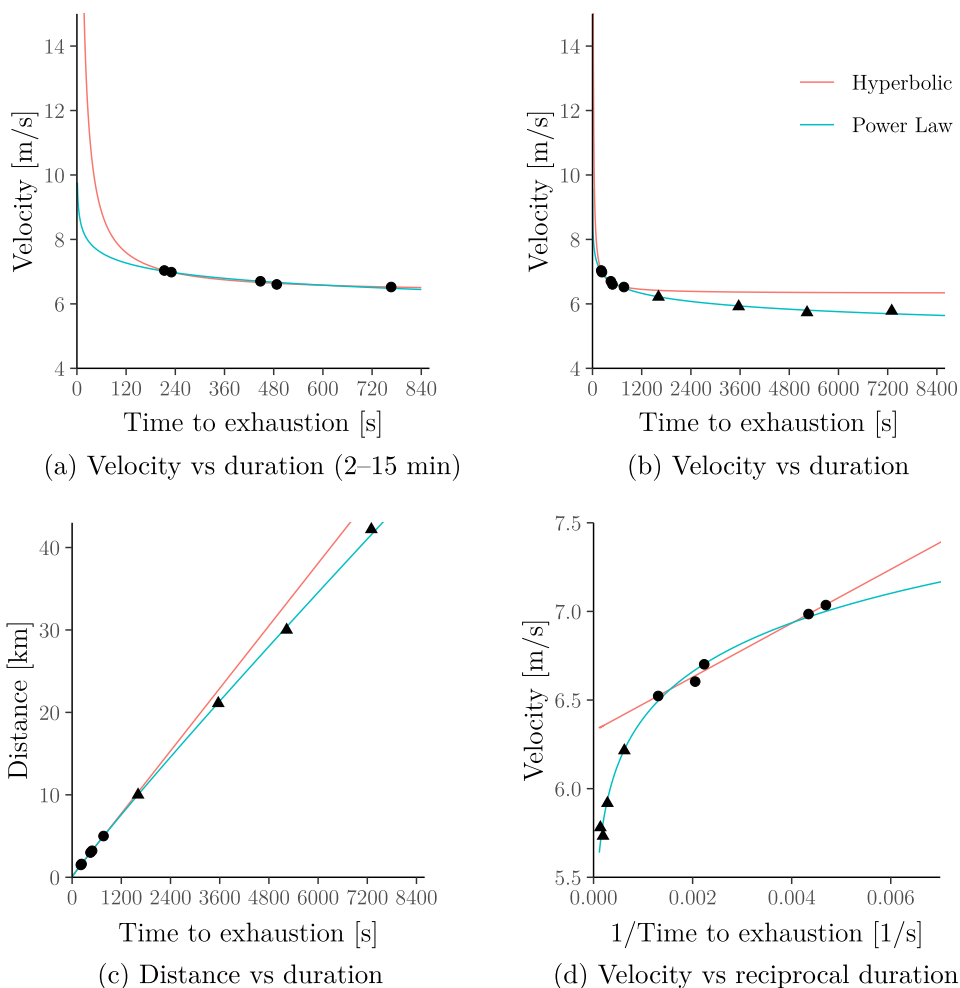 14
12
10
8
6
4
0 120 240 360 480 600 720 840
Velocity [m/s]
Time to exhaustion [s]
(a) Velocity vs duration (2–15 min)
14
12
10
8
6
4
0 1200 2400 3600 4800 6000 7200 8400
Velocity [m/s]
Hyperbolic
Power Law
Time to exhaustion [s]
(b) Velocity vs duration
40
30
20
10
0
0 1200 2400 3600 4800 6000 7200 8400
Distance [km]
Time to exhaustion [s]
(c) Distance vs duration
7.5
7.0
6.5
6.0
5.5
0.000 0.002 0.004 0.006
Velocity [m/s]
1/Time to exhaustion [1/s]
(d) Velocity vs reciprocal duration